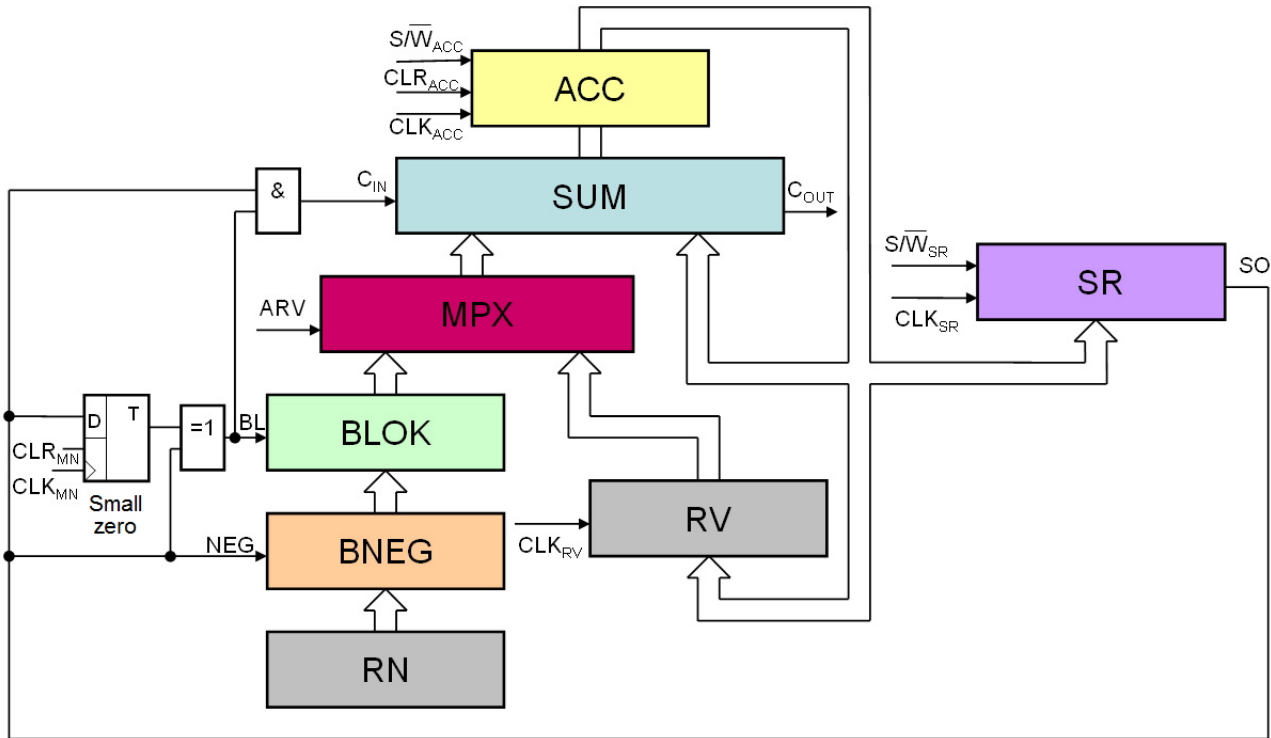 S/W̅ACC
CLRACC
CLKACC
ACC
&
CIN
SUM
COUT
S/W̅SR
CLKSR
SR
SO
ARV
MPX
D T
CLRMN
CLKMN
Small
zero
=1
BL
BLOK
NEG
BNEG
CLKRV
RV
RN